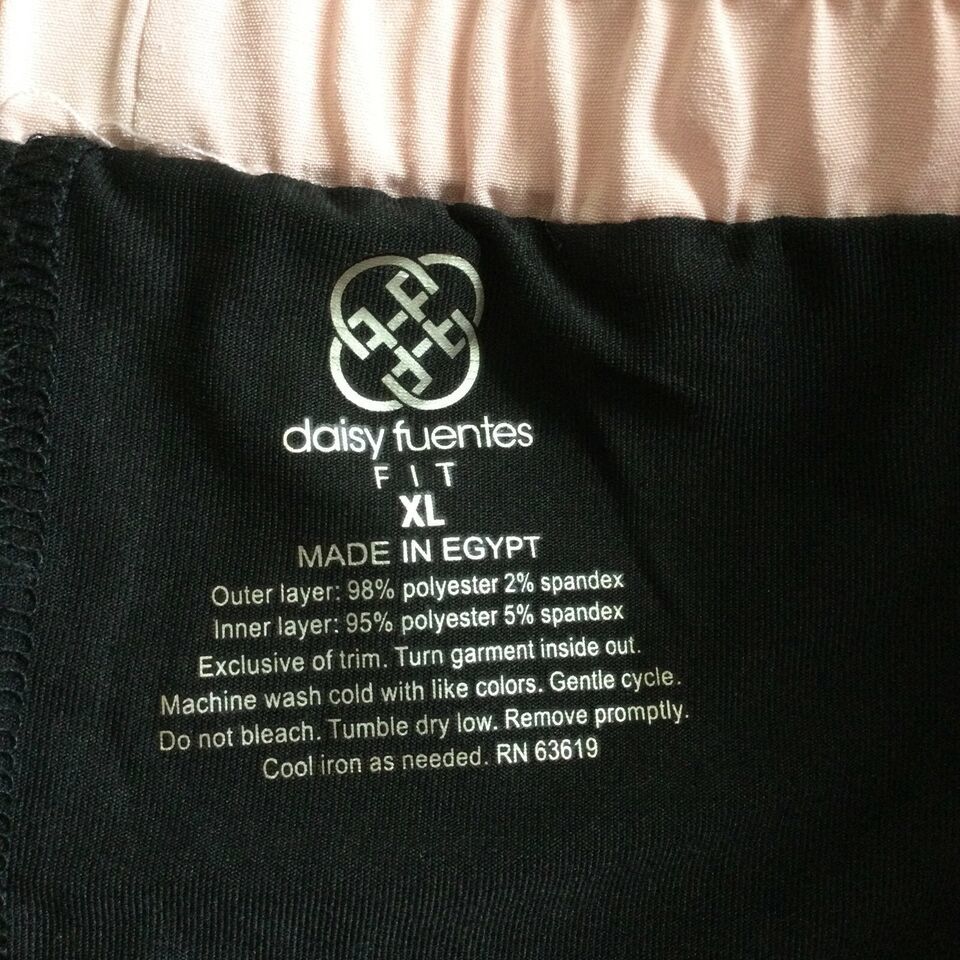 daisy fuentes
FIT
XL
MADE IN EGYPT
Outer layer: 98% polyester 2% spandex
Inner layer: 95% polyester 5% spandex
Exclusive of trim. Turn garment inside out.
Machine wash cold with like colors. Gentle cycle.
Do not bleach. Tumble dry low. Remove promptly.
Cool iron as needed. RN 63619